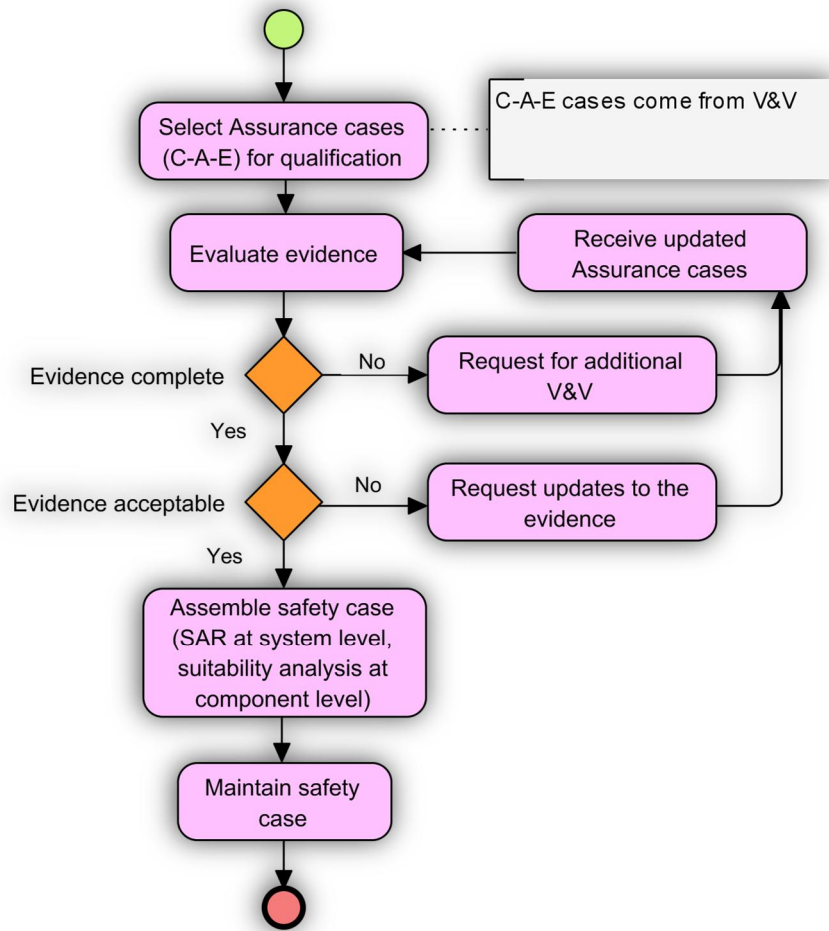 Select Assurance cases
(C-A-E) for qualification
C-A-E cases come from V&V
Evaluate evidence
Receive updated
Assurance cases
Evidence complete
No
Request for additional
V&V
Yes
Evidence acceptable
No
Request updates to the
evidence
Yes
Assemble safety case
(SAR at system level,
suitability analysis at
component level)
Maintain safety
case